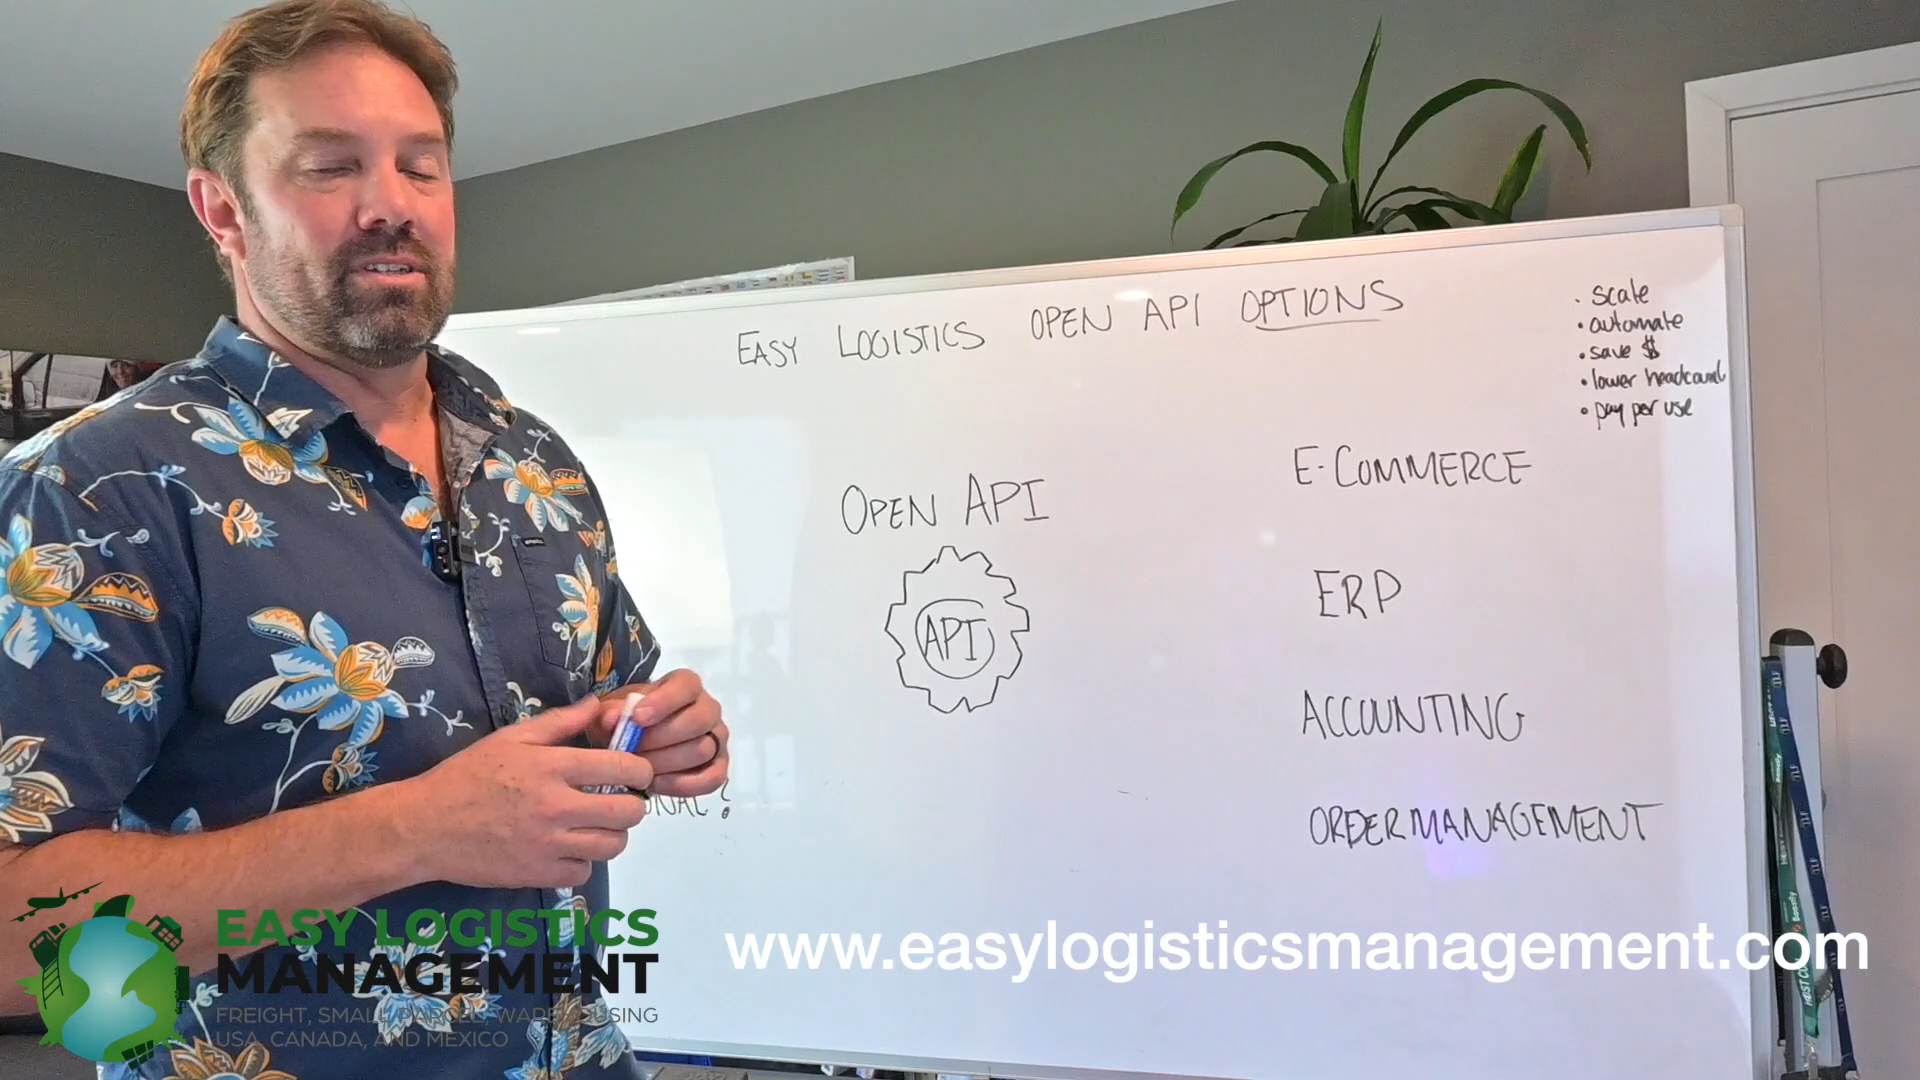 EASY LOGISTICS OPEN API OPTIONS
· scale
• automate
• save $
• lower headcount
• pay per use
OPEN API
API
E-COMMERCE
ERP
ACCOUNTING
ORDER MANAGEMENT
EASY LOGISTICS
MANAGEMENT
FREIGHT, SMALL PARCEL, WAREHOUSING
USA, CANADA, AND MEXICO
www.easylogisticsmanagement.com